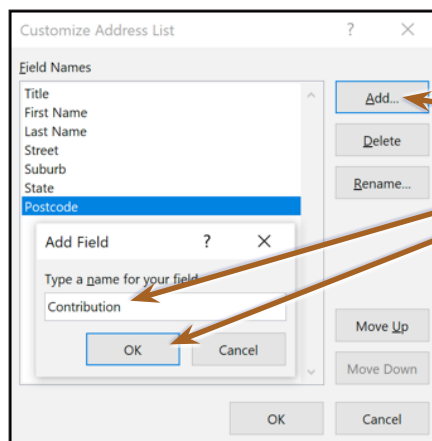 Customize Address List ? ×
Field Names
Title
First Name
Last Name
Street
Suburb
State
Postcode
Add...
Delete
Rename...
Add Field ? ×
Type a name for your field
Contribution
OK Cancel
Move Up
Move Down
OK Cancel